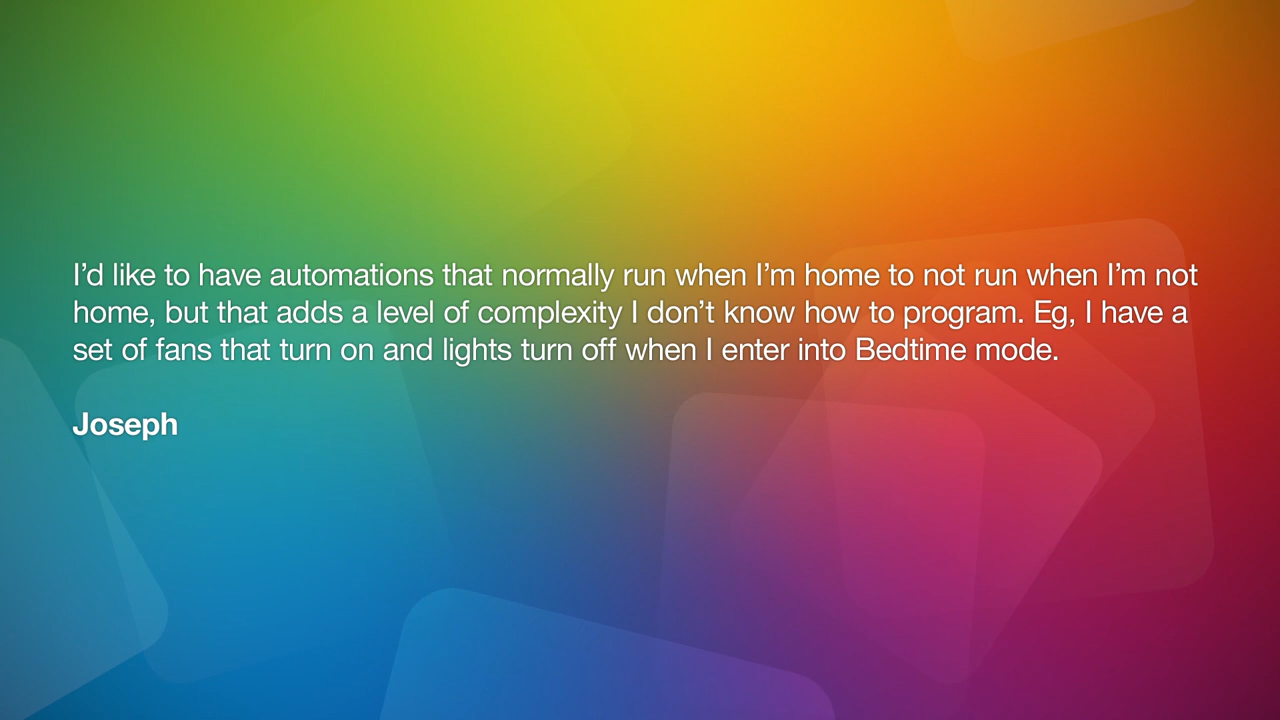 I’d like to have automations that normally run when I’m home to not run when I’m not
home, but that adds a level of complexity I don’t know how to program. Eg, I have a
set of fans that turn on and lights turn off when I enter into Bedtime mode.
Joseph